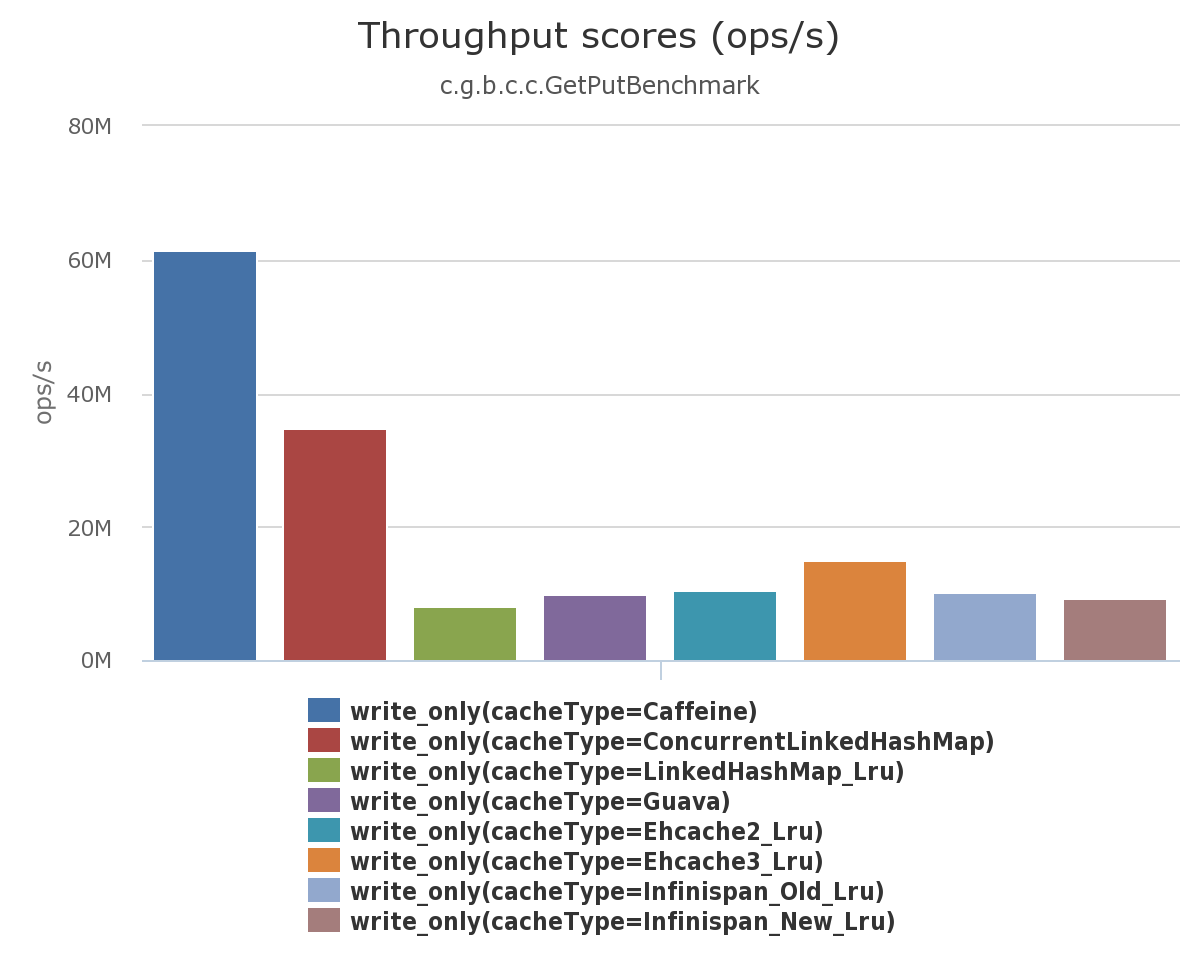 Throughput scores (ops/s)
c.g.b.c.c.GetPutBenchmark
80M
60M
40M
20M
0M
ops/s
write_only(cacheType=Caffeine)
write_only(cacheType=ConcurrentLinkedHashMap)
write_only(cacheType=LinkedHashMap_Lru)
write_only(cacheType=Guava)
write_only(cacheType=Ehcache2_Lru)
write_only(cacheType=Ehcache3_Lru)
write_only(cacheType=Infinispan_Old_Lru)
write_only(cacheType=Infinispan_New_Lru)